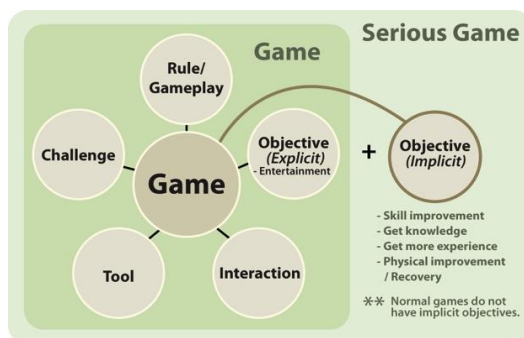 Serious Game
Game
Rule/
Gameplay
Challenge
Objective
(Explicit)
- Entertainment
+
Objective
(Implicit)
Game
Tool
Interaction
- Skill improvement
- Get knowledge
- Get more experience
- Physical improvement
/ Recovery
** Normal games do not
have implicit objectives.